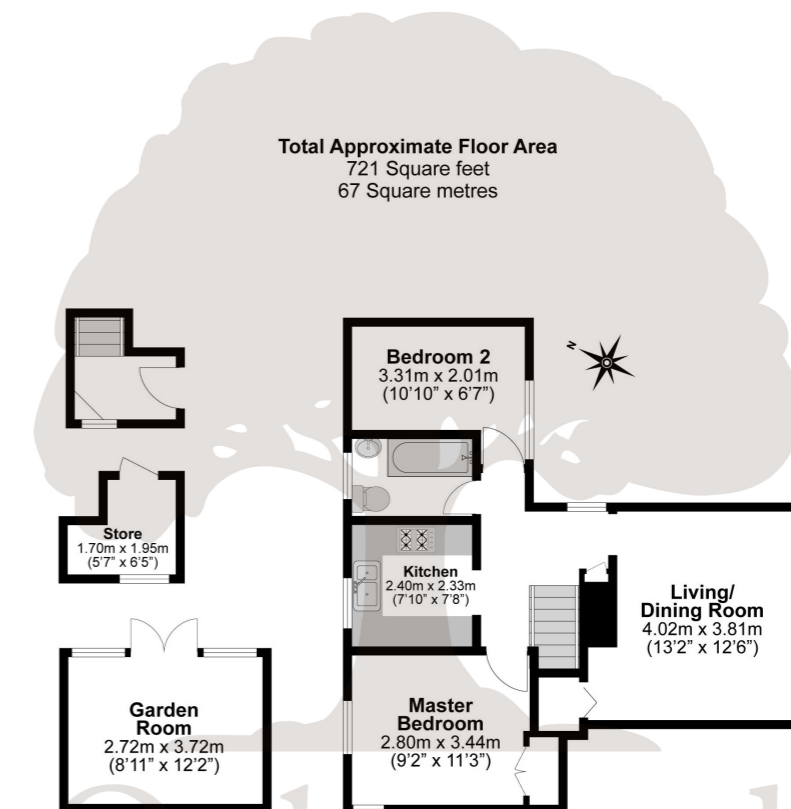 Total Approximate Floor Area
721 Square feet
67 Square metres
N
Bedroom 2
3.31m x 2.01m
(10'10” x 6'7”)
Store
1.70m x 1.95m
(5'7” x 6'5”)
Kitchen
2.40m x 2.33m
(7'10” x 7'8”)
Living/
Dining Room
4.02m x 3.81m
(13'2” x 12'6”)
Garden
Room
2.72m x 3.72m
(8'11” x 12'2”)
Master
Bedroom
2.80m x 3.44m
(9'2” x 11'3”)